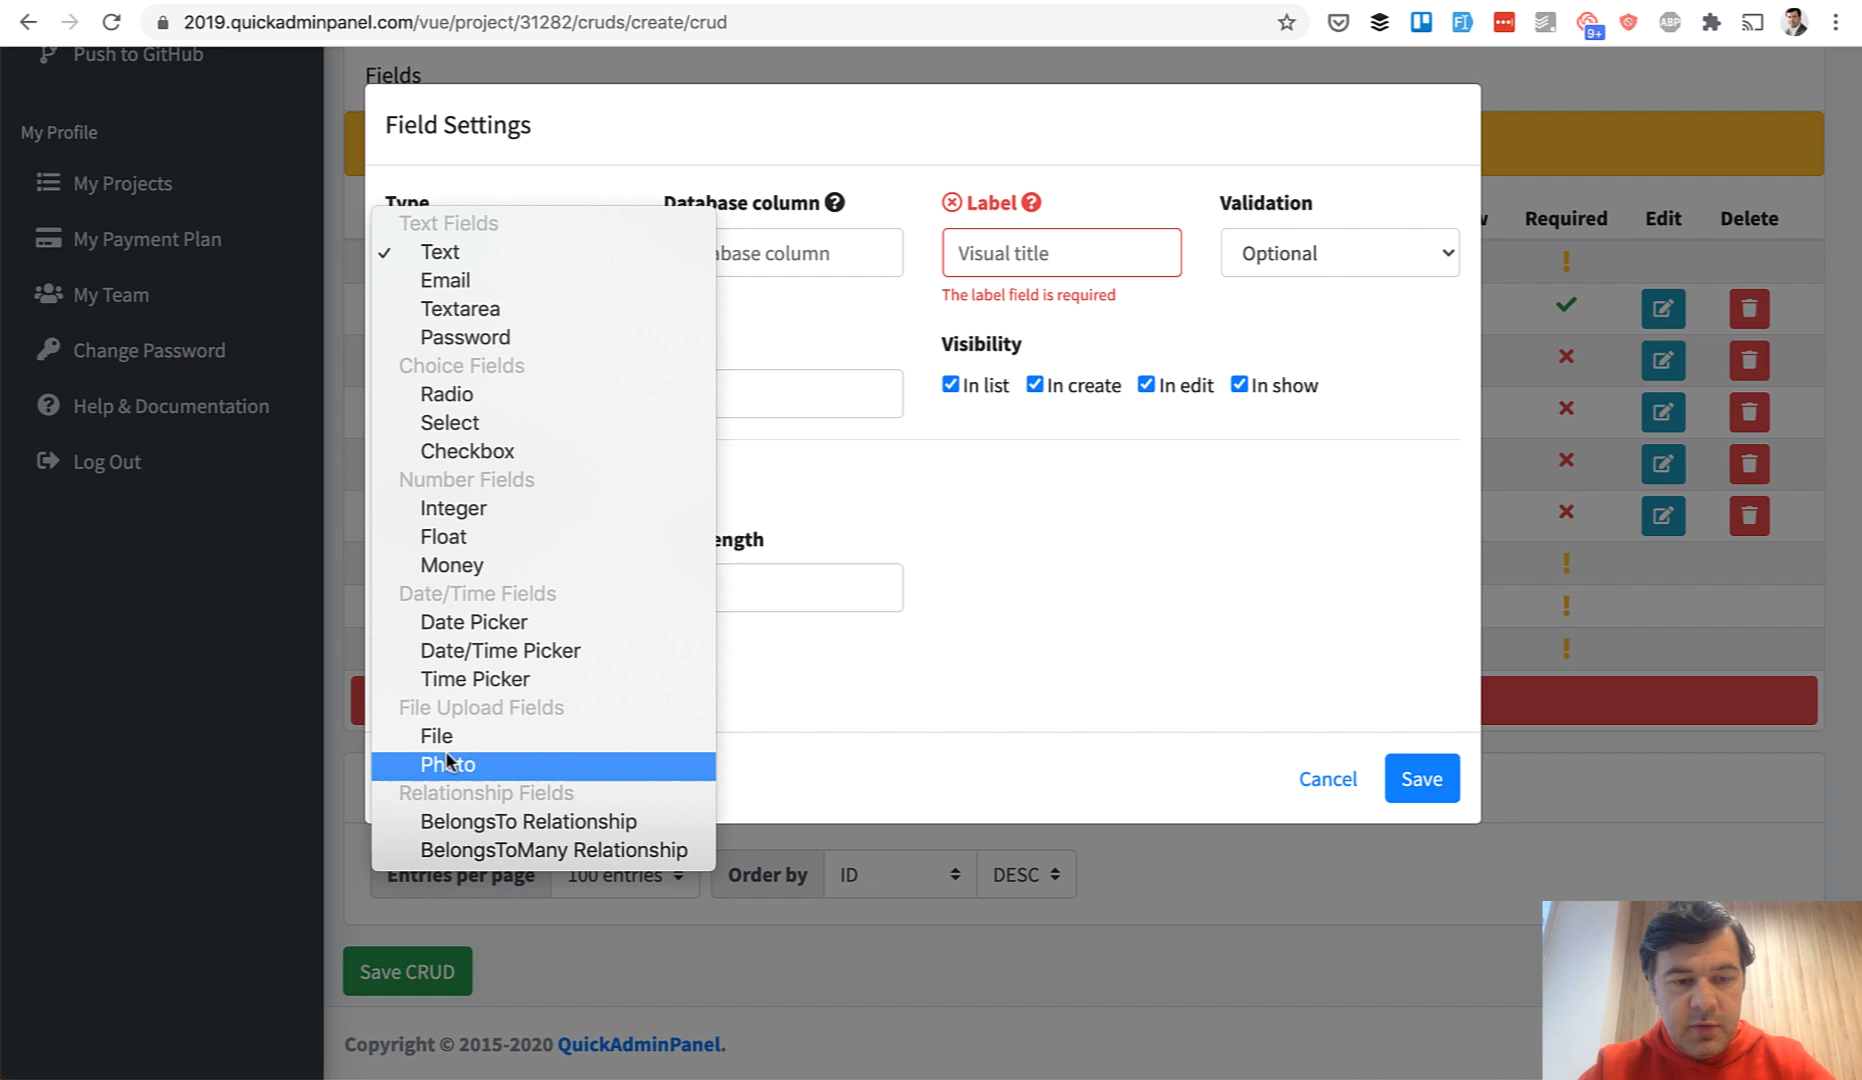 2019.quickadminpanel.com/vue/project/31282/cruds/create/crud
9+
ABP
Push to GitHub
My Profile
My Projects
My Payment Plan
My Team
Change Password
Help & Documentation
Log Out
Fields
Field Settings
Type
Database column
Label
Validation
Text Fields
Text
Email
Textarea
Password
Choice Fields
Radio
Select
Checkbox
Number Fields
Integer
Float
Money
Date/Time Fields
Date Picker
Date/Time Picker
Time Picker
File Upload Fields
File
Photo
Relationship Fields
BelongsTo Relationship
BelongsToMany Relationship
abase column
Visual title
Optional
The label field is required
Visibility
In list
In create
In edit
In show
ength
Cancel
Save
Required
Edit
Delete
Entries per page
100 entries
Order by
ID
DESC
Save CRUD
Copyright © 2015-2020 QuickAdminPanel.